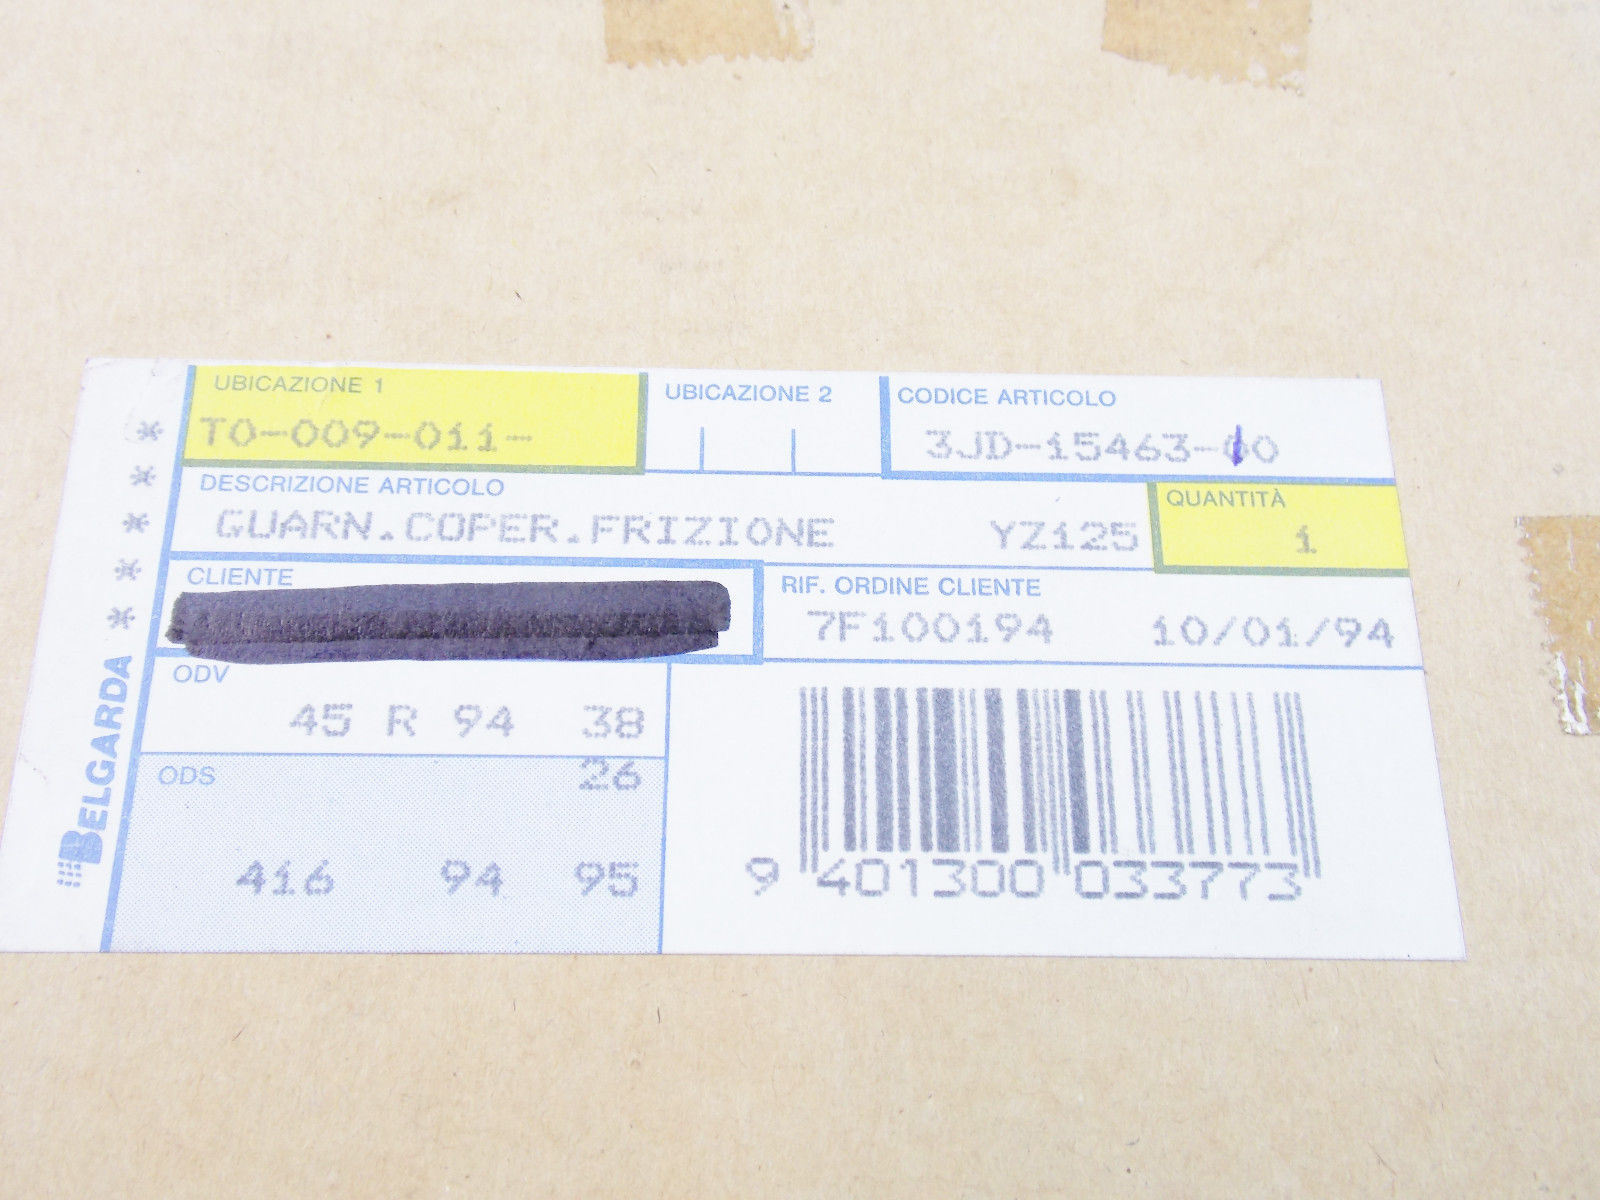 UBICAZIONE 1
TO-009-011-
UBICAZIONE 2
CODICE ARTICOLO
3JD-15463-00
DESCRIZIONE ARTICOLO
GUARN.COPER.FRIZIONE YZ125
QUANTITÀ
1
CLIENTE
RIF. ORDINE CLIENTE
7F100194 10/01/94
ODV
45 R 94 38
ODS
26
416 94 95
9 401300 033773
* * * * *
BELGARDA